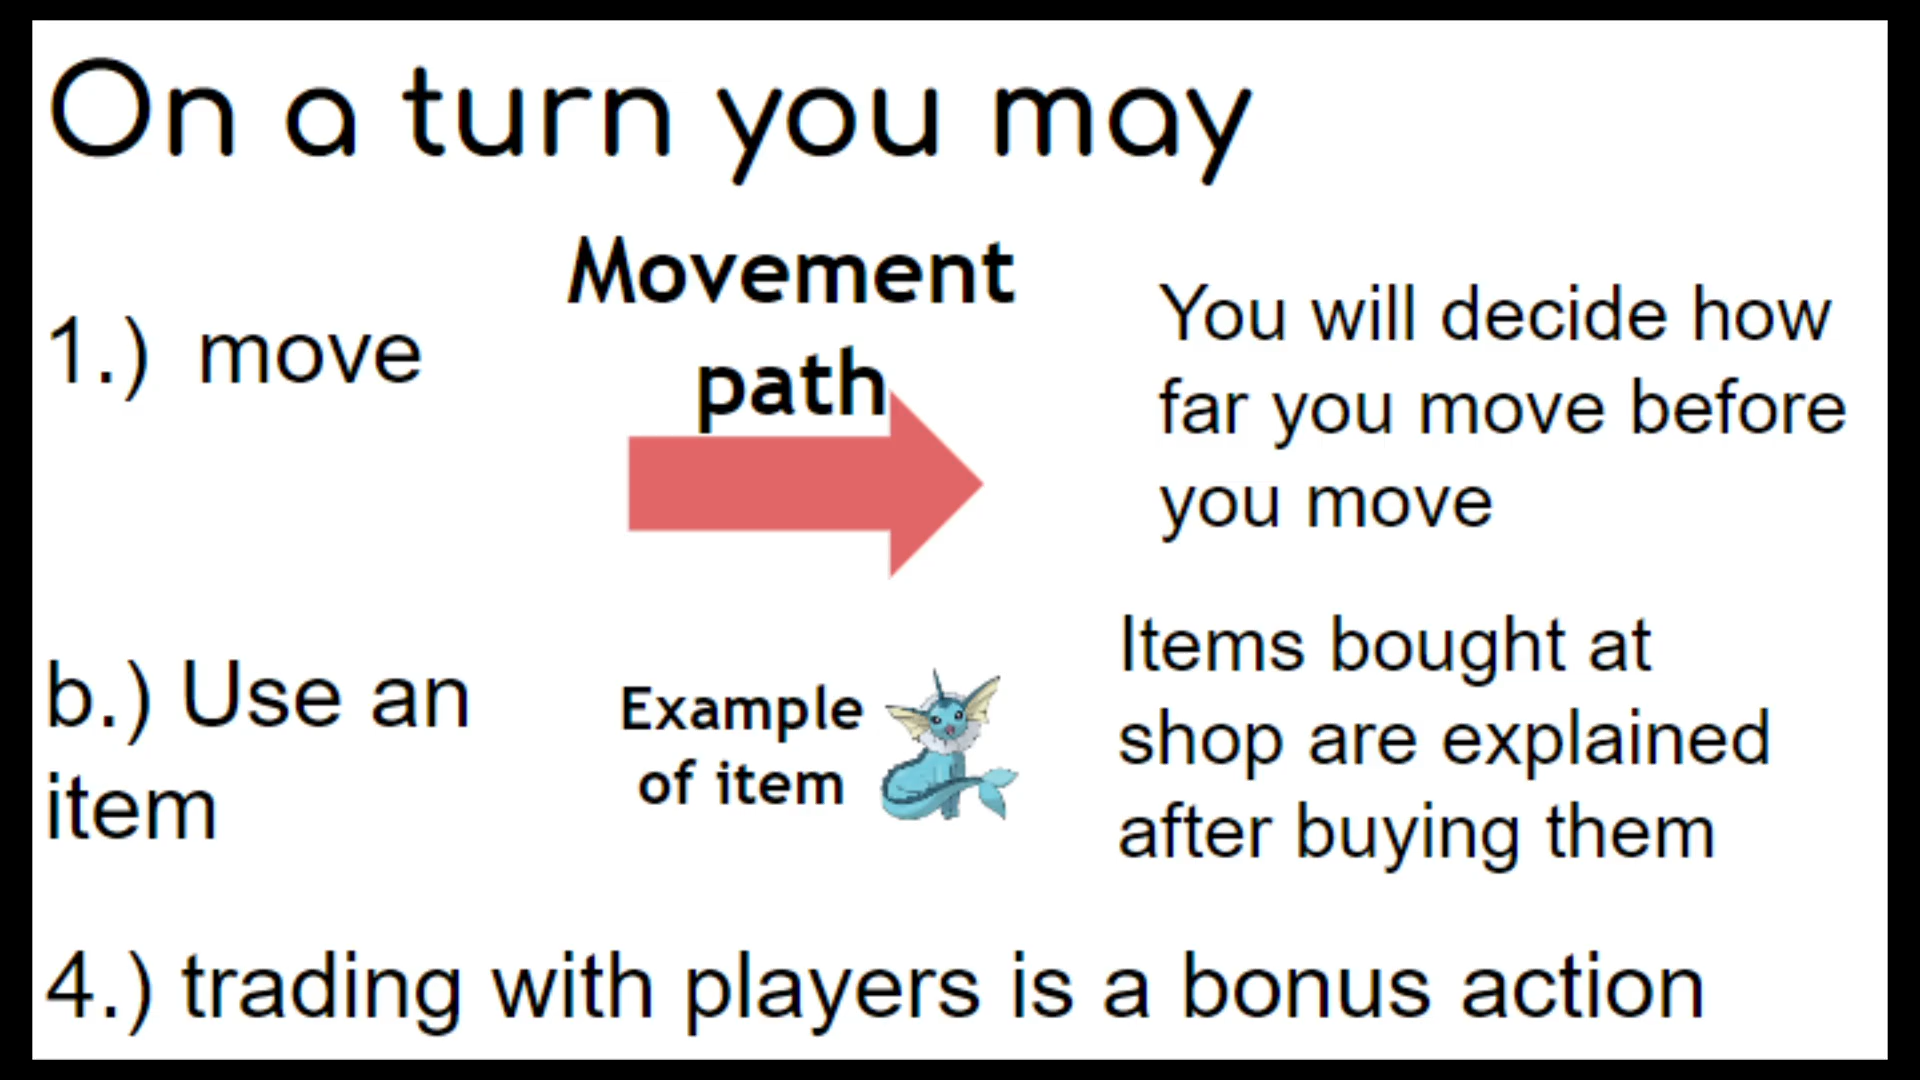 On a turn you may
1.) move
Movement
path
You will decide how
far you move before
you move
b.) Use an
item
Example
of item
Items bought at
shop are explained
after buying them
4.) trading with players is a bonus action